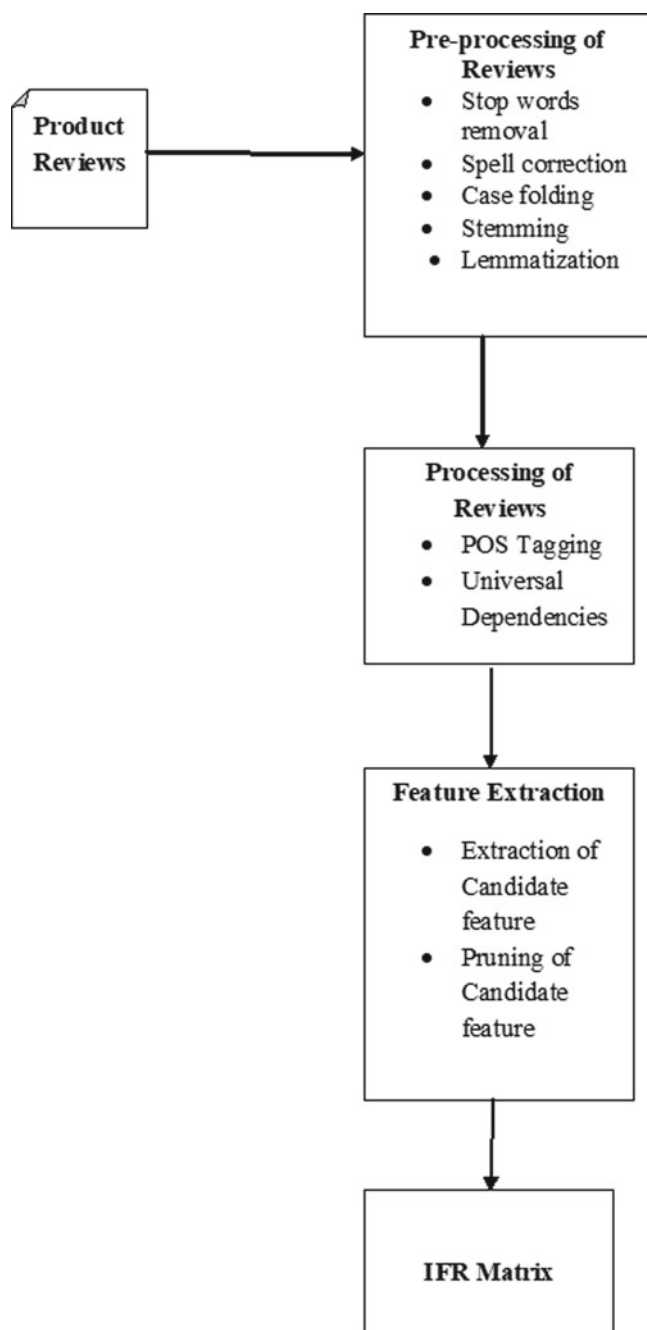 Product
Reviews
Pre-processing of
Reviews
• Stop words
removal
• Spell correction
• Case folding
• Stemming
• Lemmatization
Processing of
Reviews
• POS Tagging
• Universal
Dependencies
Feature Extraction
• Extraction of
Candidate
feature
• Pruning of
Candidate
feature
IFR Matrix